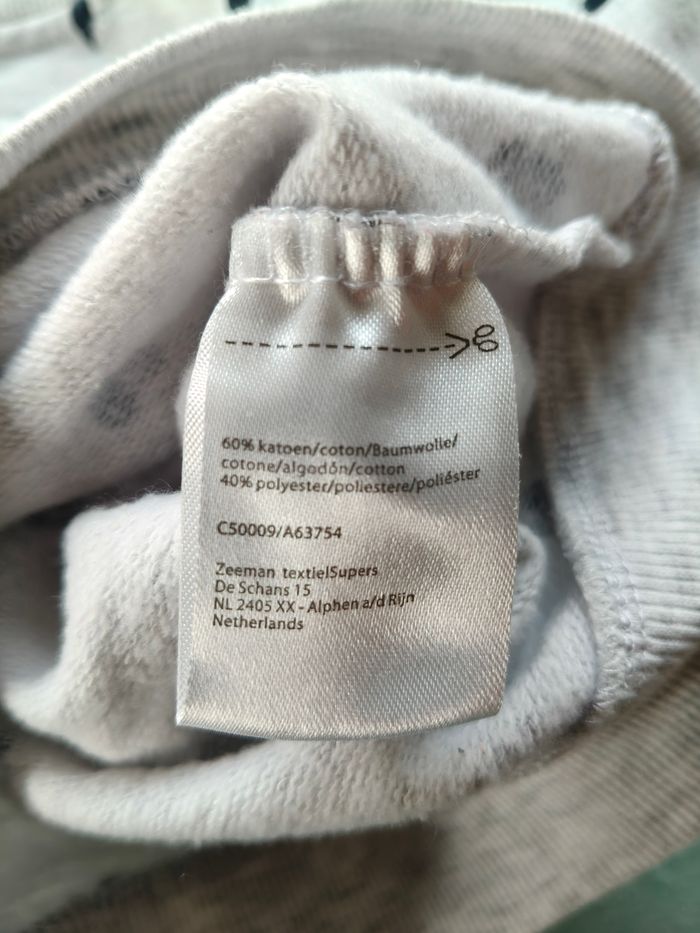 60% katoen/coton/Baumwolle/
cotone/algodón/cotton
40% polyester/poliestere/poliéster
C50009/A63754
Zeeman textielSupers
De Schans 15
NL 2405 XX - Alphen a/d Rijn
Netherlands